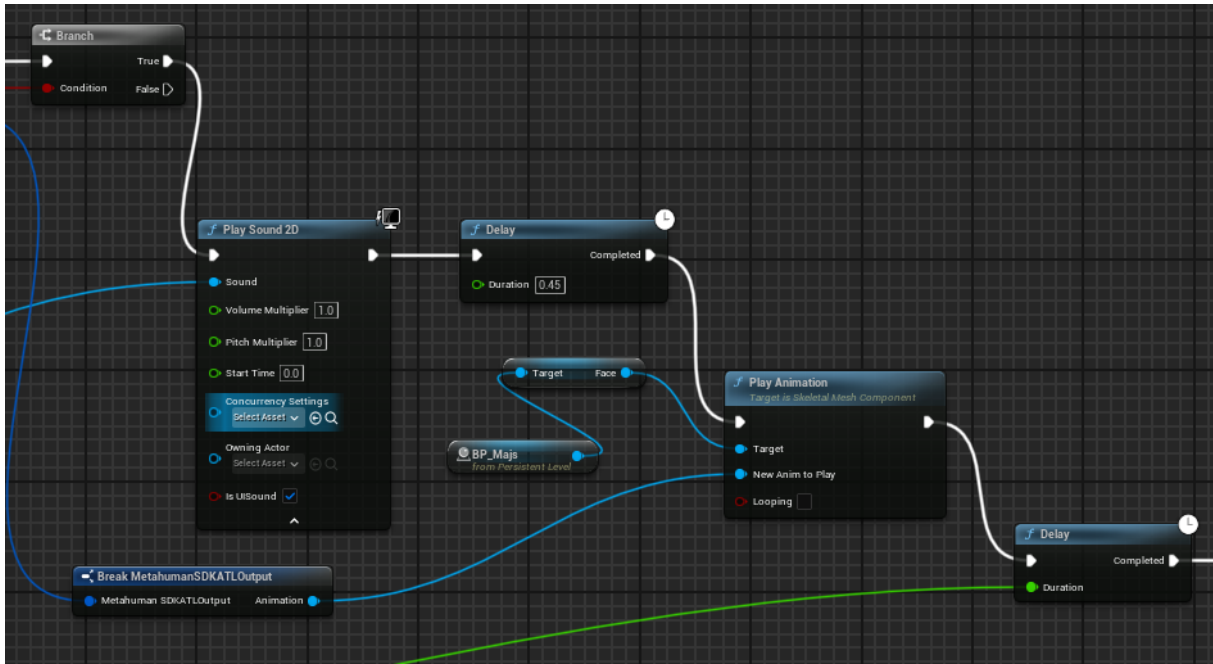 Branch
True
Condition
False
f Play Sound 2D
Sound
Volume Multiplier 1.0
Pitch Multiplier 1.0
Start Time 0.0
Concurrency Settings
Select Asset
Owning Actor
Select Asset
Is UISound
f Delay
Completed
Duration 0.45
Target Face
BP_Majs
from Persistent Level
f Play Animation
Target is Skeletal Mesh Component
Target
New Anim to Play
Looping
Break MetahumanSDKATLOutput
Metahuman SDKATLOutput Animation
f Delay
Completed
Duration